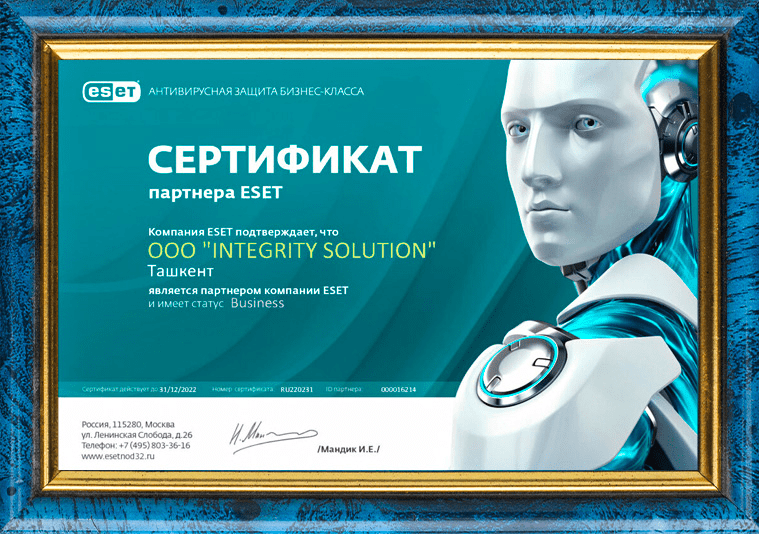 eset АНТИВИРУСНАЯ ЗАЩИТА БИЗНЕС-КЛАССА
СЕРТИФИКАТ
партнера ESET
Компания ESET подтверждает, что
ООО "INTEGRITY SOLUTION"
Ташкент
является партнером компании ESET
и имеет статус Business
Сертификат действует до 31/12/2022 Номер сертификата RU220231 ID партнера 000016214
Россия, 115280, Москва
ул. Ленинская Слобода, д.26
Телефон: +7 (495) 803-36-16
www.esetnod32.ru
/Мандик И.Е./